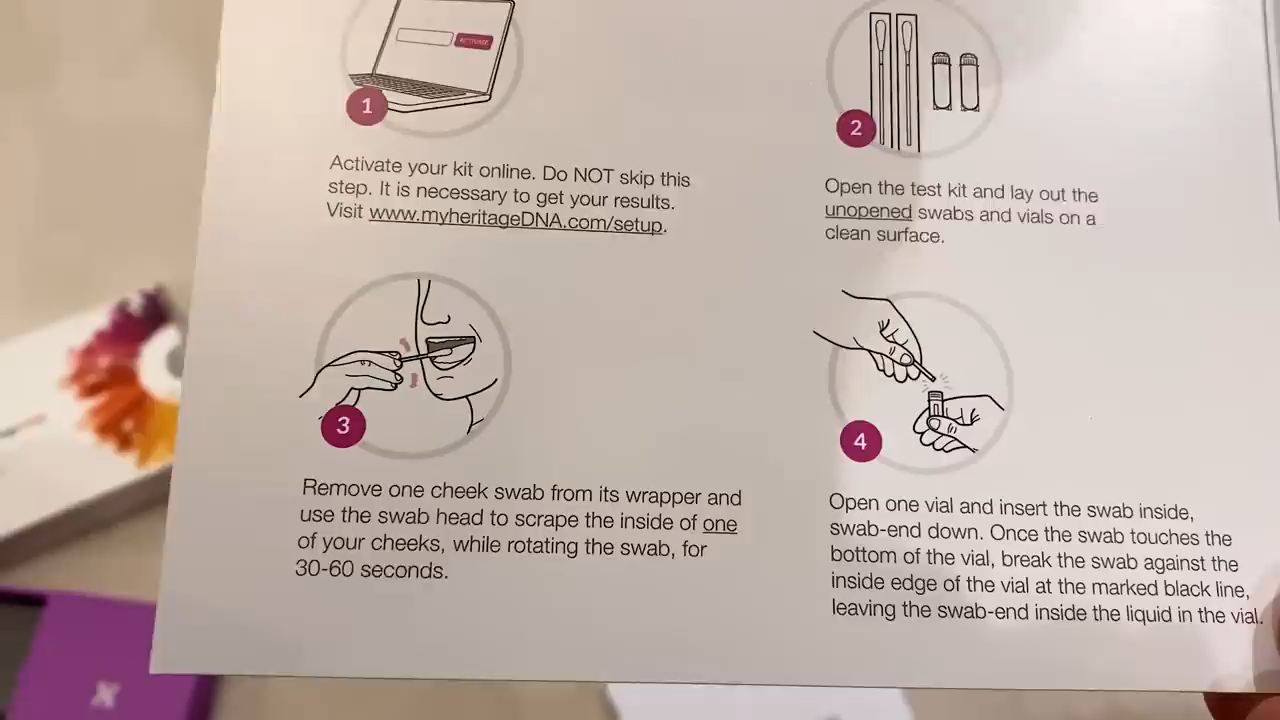 ACTIVATE
1
Activate your kit online. Do NOT skip this
step. It is necessary to get your results.
Visit www.myheritageDNA.com/setup.
2
Open the test kit and lay out the
unopened swabs and vials on a
clean surface.
3
Remove one cheek swab from its wrapper and
use the swab head to scrape the inside of one
of your cheeks, while rotating the swab, for
30-60 seconds.
4
Open one vial and insert the swab inside,
swab-end down. Once the swab touches the
bottom of the vial, break the swab against the
inside edge of the vial at the marked black line,
leaving the swab-end inside the liquid in the vial.